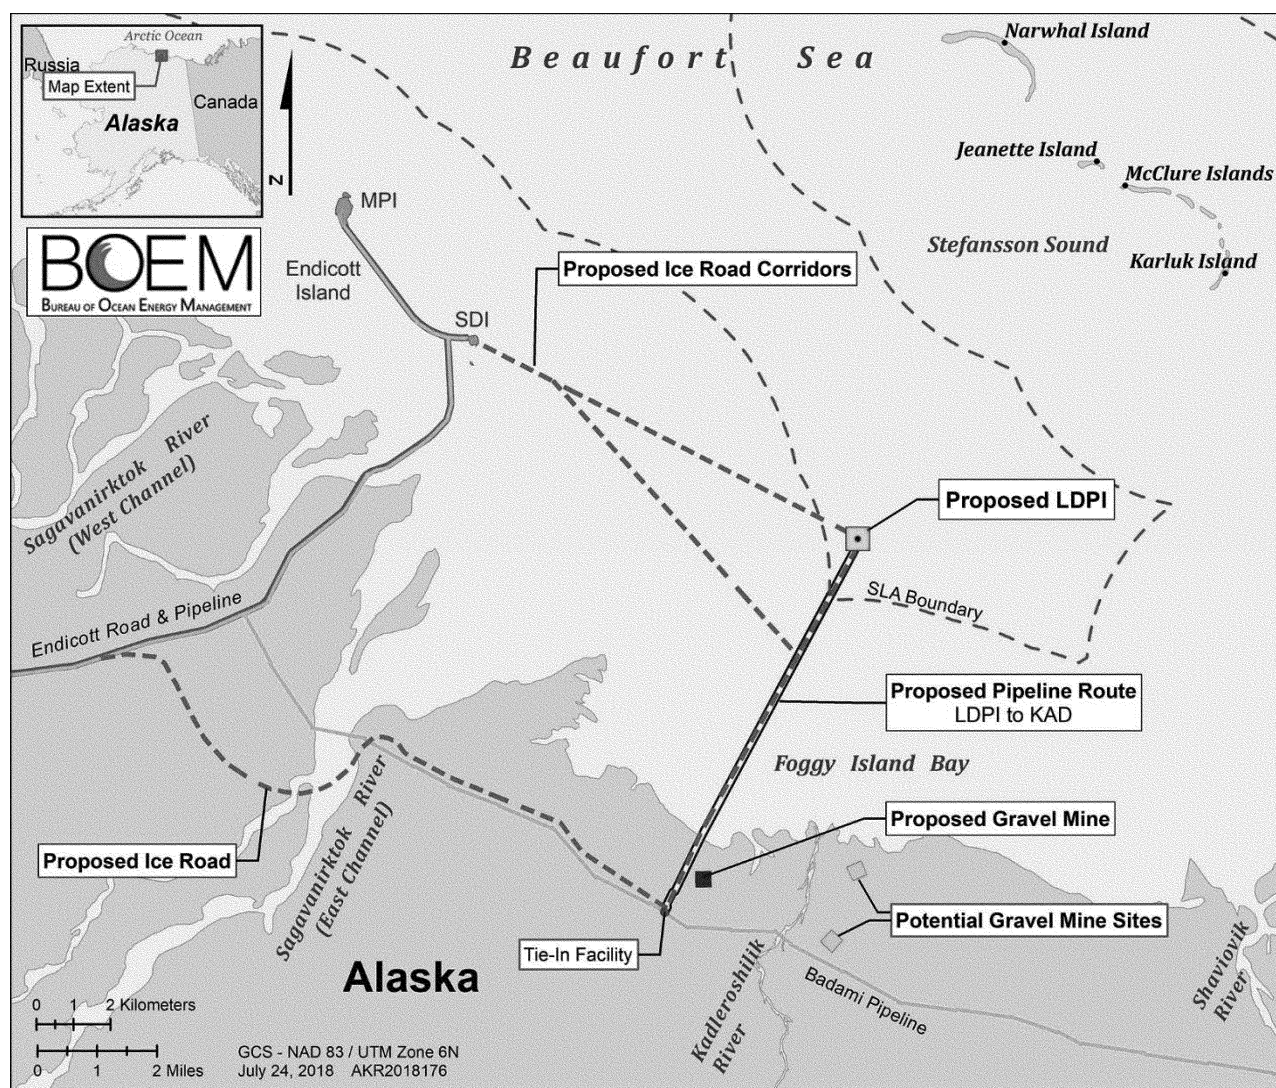 Arctic Ocean
Russia
Map Extent
Canada
Alaska
N
BOEM
BUREAU OF OCEAN ENERGY MANAGEMENT
Beaufort Sea
Narwhal Island
Jeanette Island
McClure Islands
Stefansson Sound
Karluk Island
MPI
Endicott
Island
SDI
Proposed Ice Road Corridors
Sagavanirktok River
(West Channel)
Proposed LDPI
SLA Boundary
Endicott Road & Pipeline
Proposed Pipeline Route
LDPI to KAD
Foggy Island Bay
Proposed Gravel Mine
Proposed Ice Road
Sagavanirktok River
(East Channel)
Potential Gravel Mine Sites
Tie-In Facility
Alaska
Kadleroshilik
River
Badami Pipeline
Shaviovik
River
0 1 2 Kilometers
0 1 2 Miles
GCS - NAD 83 / UTM Zone 6N
July 24, 2018 AKR2018176